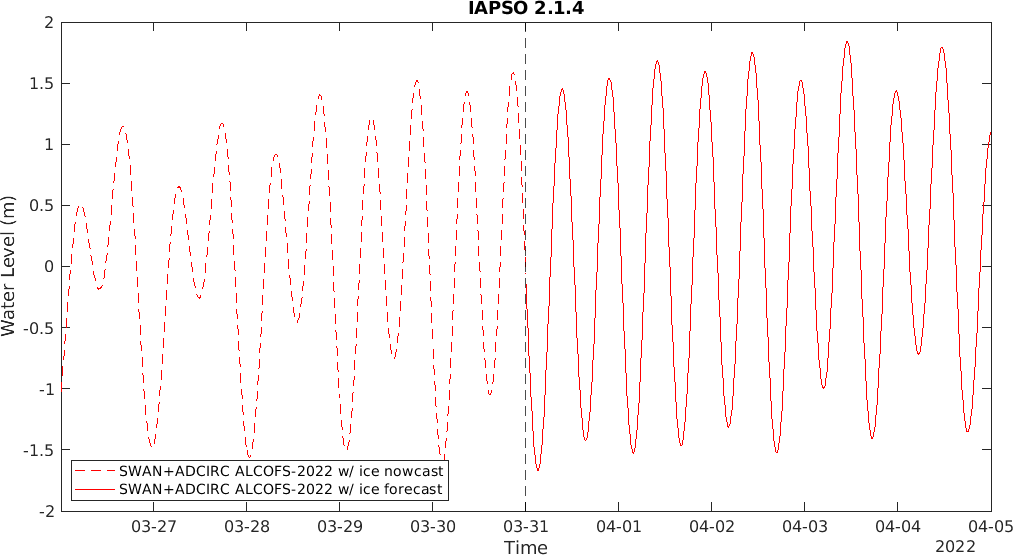 IAPSO 2.1.4
Water Level (m)
2
1.5
1
0.5
0
-0.5
-1
-1.5
-2
SWAN+ADCIRC ALCOFS-2022 w/ ice nowcast
SWAN+ADCIRC ALCOFS-2022 w/ ice forecast
03-27 03-28 03-29 03-30 03-31 04-01 04-02 04-03 04-04 04-05
Time
2022